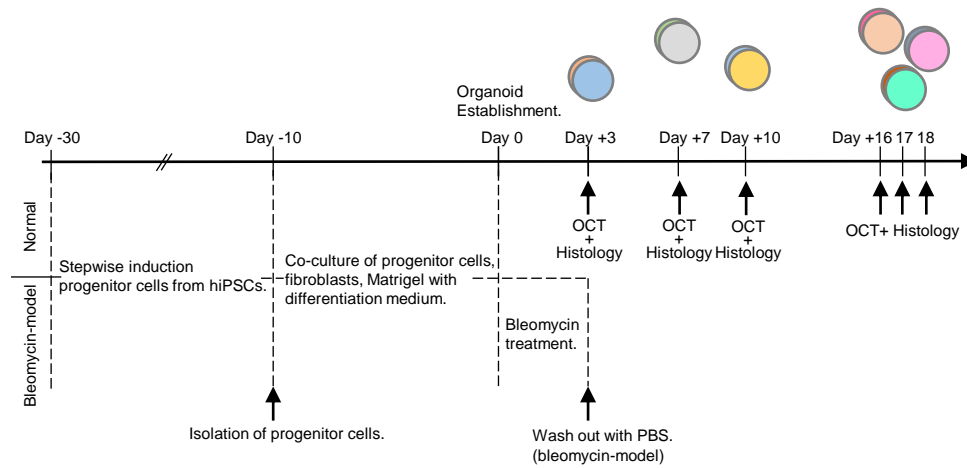 Organoid
Establishment.
Day -30
Day -10
Day 0
Day +3
Day +7
Day +10
Day +16 17 18
Normal
Bleomycin-model
OCT
+
Histology
OCT
+
Histology
OCT
+
Histology
OCT+ Histology
Stepwise induction
progenitor cells from hiPSCs.
Co-culture of progenitor cells,
fibroblasts, Matrigel with
differentiation medium.
Bleomycin
treatment.
Isolation of progenitor cells.
Wash out with PBS.
(bleomycin-model)